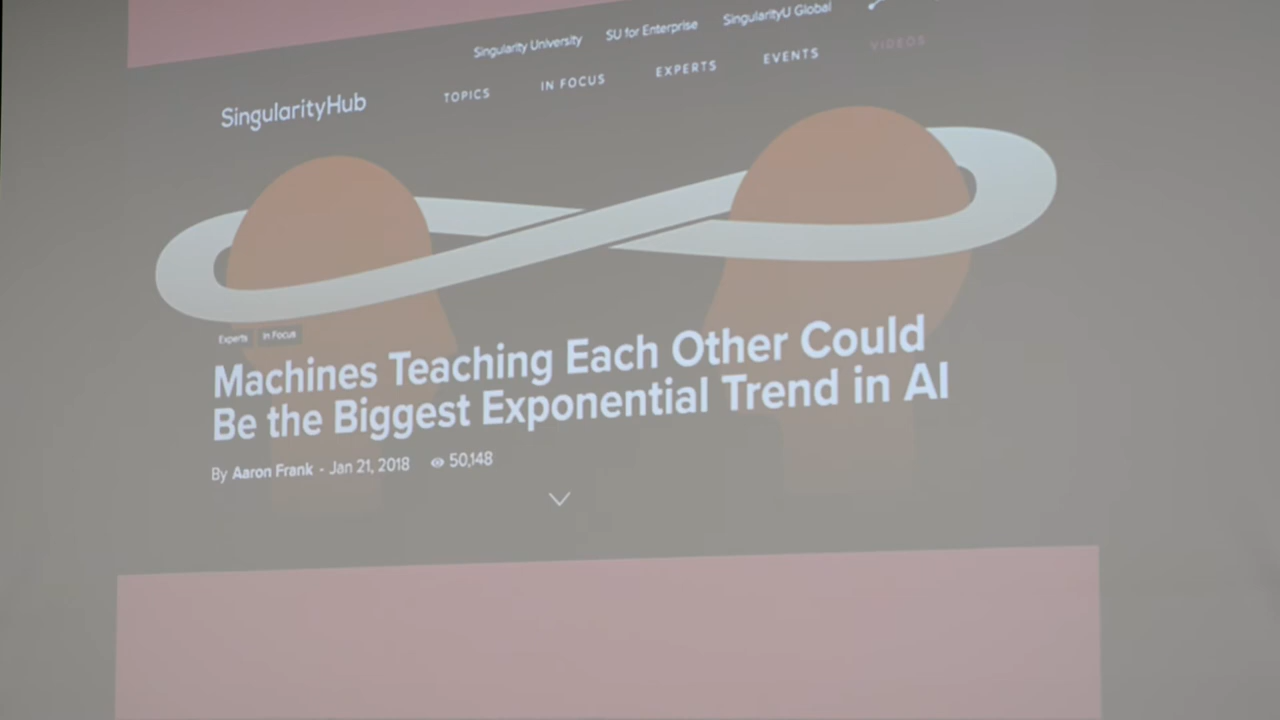 Singularity University SU for Enterprise SingularityU Global
SingularityHub TOPICS IN FOCUS EXPERTS EVENTS VIDEOS
Experts In Focus
Machines Teaching Each Other Could
Be the Biggest Exponential Trend in AI
By Aaron Frank - Jan 21, 2018 50,148